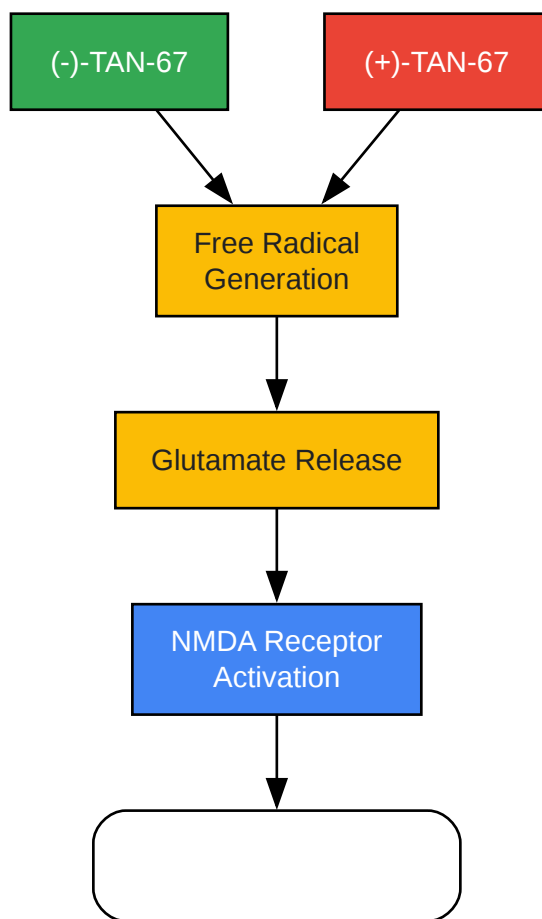 (-)-TAN-67
(+)-TAN-67
Free Radical
Generation
Glutamate Release
NMDA Receptor
Activation